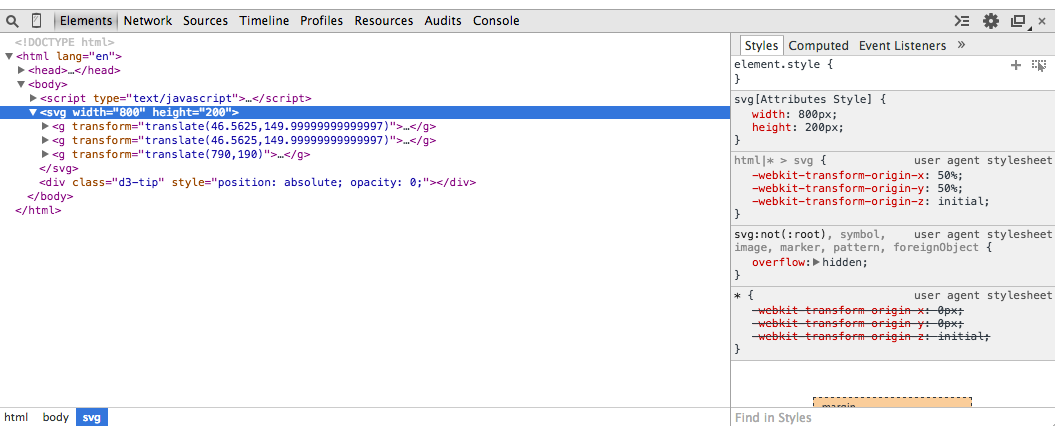 Elements Network Sources Timeline Profiles Resources Audits Console
<!DOCTYPE html>
<html lang="en">
<head>…</head>
<body>
<script type="text/javascript">…</script>
<svg width="800" height="200">
<g transform="translate(46.5625,149.99999999999997)">…</g>
<g transform="translate(46.5625,149.99999999999997)">…</g>
<g transform="translate(790,190)">…</g>
</svg>
<div class="d3-tip" style="position: absolute; opacity: 0;"></div>
</body>
</html>
html body svg
Styles Computed Event Listeners »
element.style {
}
svg[Attributes Style] {
width: 800px;
height: 200px;
}
html|* > svg { user agent stylesheet
-webkit-transform-origin-x: 50%;
-webkit-transform-origin-y: 50%;
-webkit-transform-origin-z: initial;
}
svg:not(:root), symbol, user agent stylesheet
image, marker, pattern, foreignObject {
overflow: hidden;
}
* { user agent stylesheet
-webkit-transform-origin-x: 0px;
-webkit-transform-origin-y: 0px;
-webkit-transform-origin-z: initial;
}
margin
Find in Styles